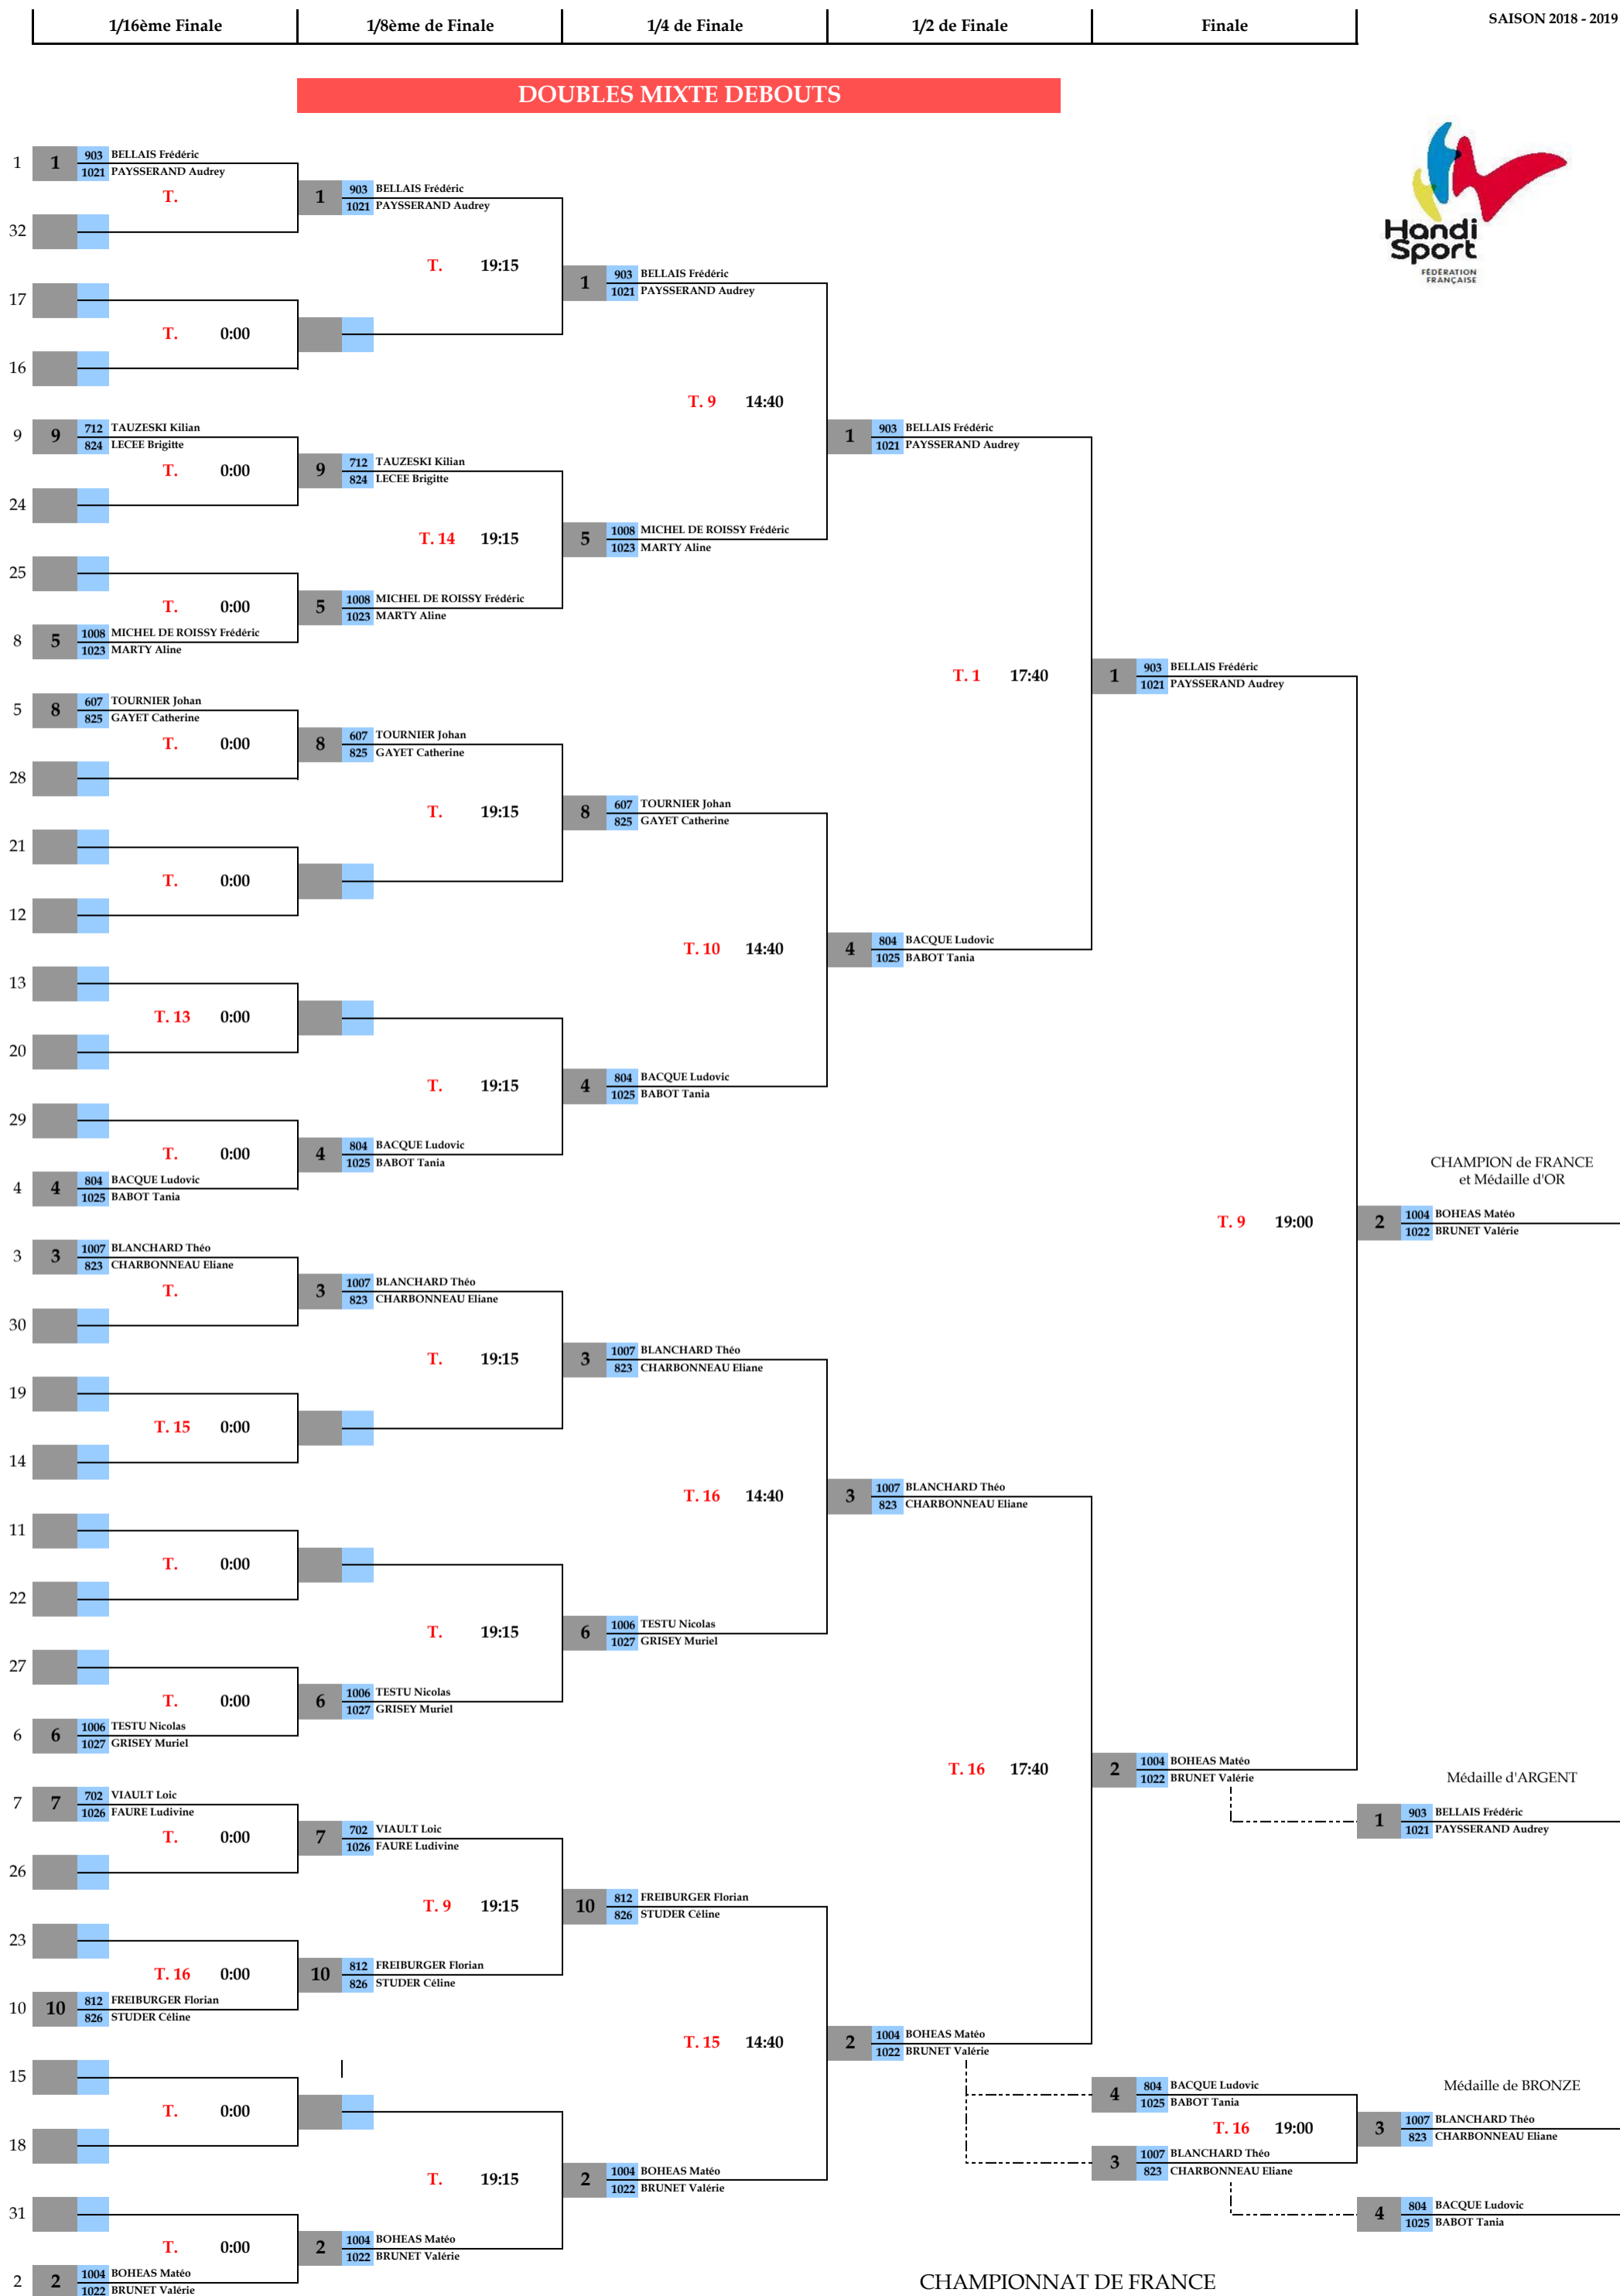 1/16ème Finale
1/8ème de Finale
1/4 de Finale
1/2 de Finale
Finale
SAISON 2018 - 2019
DOUBLES MIXTE DEBOUTS
Handi
Sport
FÉDÉRATION
FRANÇAISE
1 1 903 BELLAIS Frédéric
1021 PAYSSERAND Audrey
T.
32
17
T. 0:00
16
9 9 712 TAUZESKI Kilian
824 LECEE Brigitte
T. 0:00
24
25
T. 0:00
8 5 1008 MICHEL DE ROISSY Frédéric
1023 MARTY Aline
5 8 607 TOURNIER Johan
825 GAYET Catherine
T. 0:00
28
21
T. 0:00
12
13
T. 13 0:00
20
29
T. 0:00
4 4 804 BACQUE Ludovic
1025 BABOT Tania
3 3 1007 BLANCHARD Théo
823 CHARBONNEAU Eliane
T.
30
19
T. 15 0:00
14
11
T. 0:00
22
27
T. 0:00
6 6 1006 TESTU Nicolas
1027 GRISEY Muriel
7 7 702 VIAULT Loic
1026 FAURE Ludivine
T. 0:00
26
23
T. 16 0:00
10 10 812 FREIBURGER Florian
826 STUDER Céline
15
T. 0:00
18
31
T. 0:00
2 2 1004 BOHEAS Matéo
1022 BRUNET Valérie
1 903 BELLAIS Frédéric
1021 PAYSSERAND Audrey
T. 19:15
9 712 TAUZESKI Kilian
824 LECEE Brigitte
T. 14 19:15
5 1008 MICHEL DE ROISSY Frédéric
1023 MARTY Aline
8 607 TOURNIER Johan
825 GAYET Catherine
T. 19:15
T. 19:15
4 804 BACQUE Ludovic
1025 BABOT Tania
3 1007 BLANCHARD Théo
823 CHARBONNEAU Eliane
T. 19:15
T. 19:15
6 1006 TESTU Nicolas
1027 GRISEY Muriel
7 702 VIAULT Loic
1026 FAURE Ludivine
T. 9 19:15
10 812 FREIBURGER Florian
826 STUDER Céline
T. 19:15
2 1004 BOHEAS Matéo
1022 BRUNET Valérie
1 903 BELLAIS Frédéric
1021 PAYSSERAND Audrey
T. 9 14:40
5 1008 MICHEL DE ROISSY Frédéric
1023 MARTY Aline
8 607 TOURNIER Johan
825 GAYET Catherine
T. 10 14:40
4 804 BACQUE Ludovic
1025 BABOT Tania
3 1007 BLANCHARD Théo
823 CHARBONNEAU Eliane
T. 16 14:40
6 1006 TESTU Nicolas
1027 GRISEY Muriel
10 812 FREIBURGER Florian
826 STUDER Céline
T. 15 14:40
2 1004 BOHEAS Matéo
1022 BRUNET Valérie
1 903 BELLAIS Frédéric
1021 PAYSSERAND Audrey
T. 1 17:40
4 804 BACQUE Ludovic
1025 BABOT Tania
3 1007 BLANCHARD Théo
823 CHARBONNEAU Eliane
T. 16 17:40
2 1004 BOHEAS Matéo
1022 BRUNET Valérie
1 903 BELLAIS Frédéric
1021 PAYSSERAND Audrey
T. 9 19:00
2 1004 BOHEAS Matéo
1022 BRUNET Valérie
4 804 BACQUE Ludovic
1025 BABOT Tania
T. 16 19:00
3 1007 BLANCHARD Théo
823 CHARBONNEAU Eliane
CHAMPION de FRANCE
et Médaille d'OR
2 1004 BOHEAS Matéo
1022 BRUNET Valérie
Médaille d'ARGENT
1 903 BELLAIS Frédéric
1021 PAYSSERAND Audrey
Médaille de BRONZE
3 1007 BLANCHARD Théo
823 CHARBONNEAU Eliane
4 804 BACQUE Ludovic
1025 BABOT Tania
CHAMPIONNAT DE FRANCE